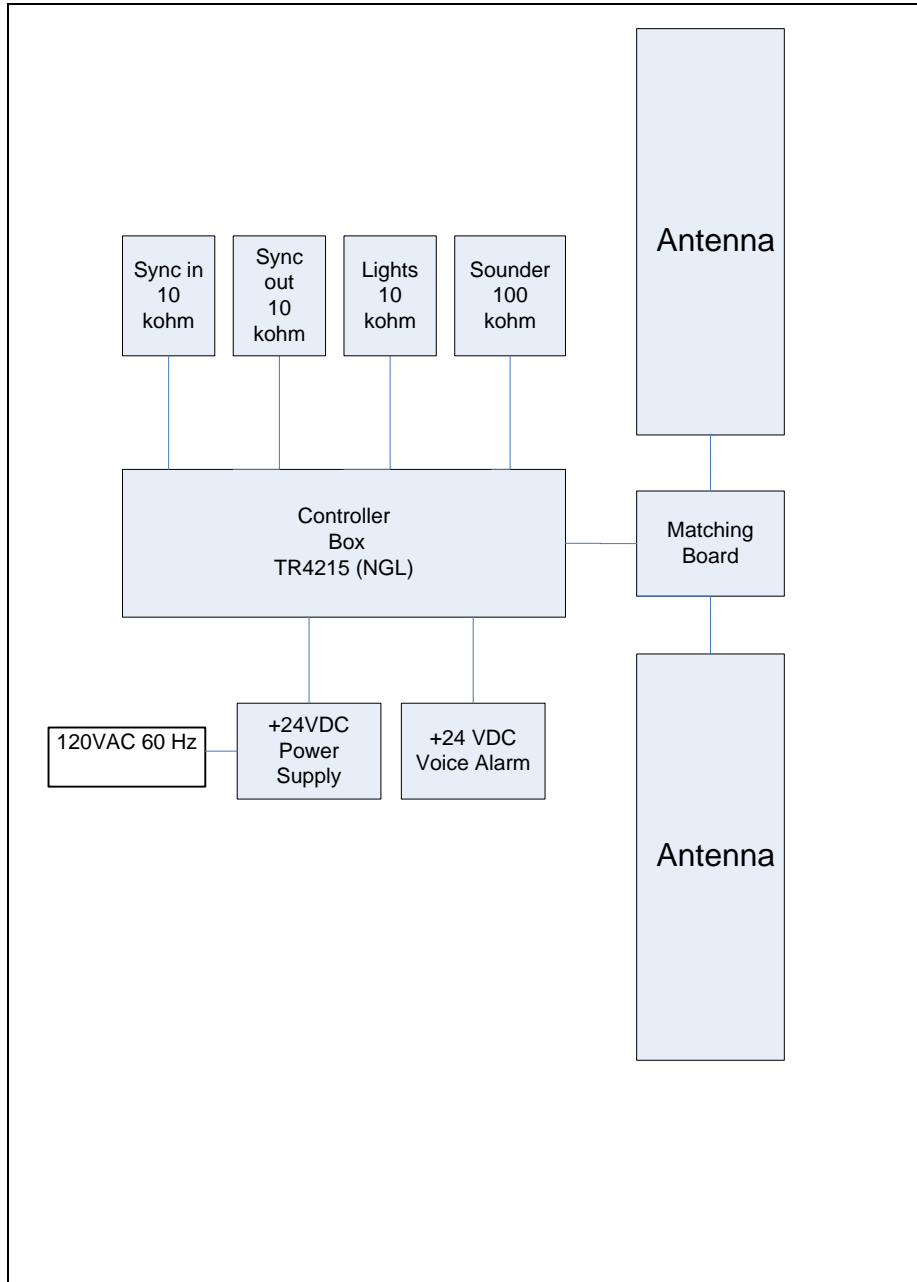 Antenna
Sync in
10
kohm
Sync
out
10
kohm
Lights
10
kohm
Sounder
100
kohm
Controller
Box
TR4215 (NGL)
Matching
Board
120VAC 60 Hz
+24VDC
Power
Supply
+24 VDC
Voice Alarm
Antenna